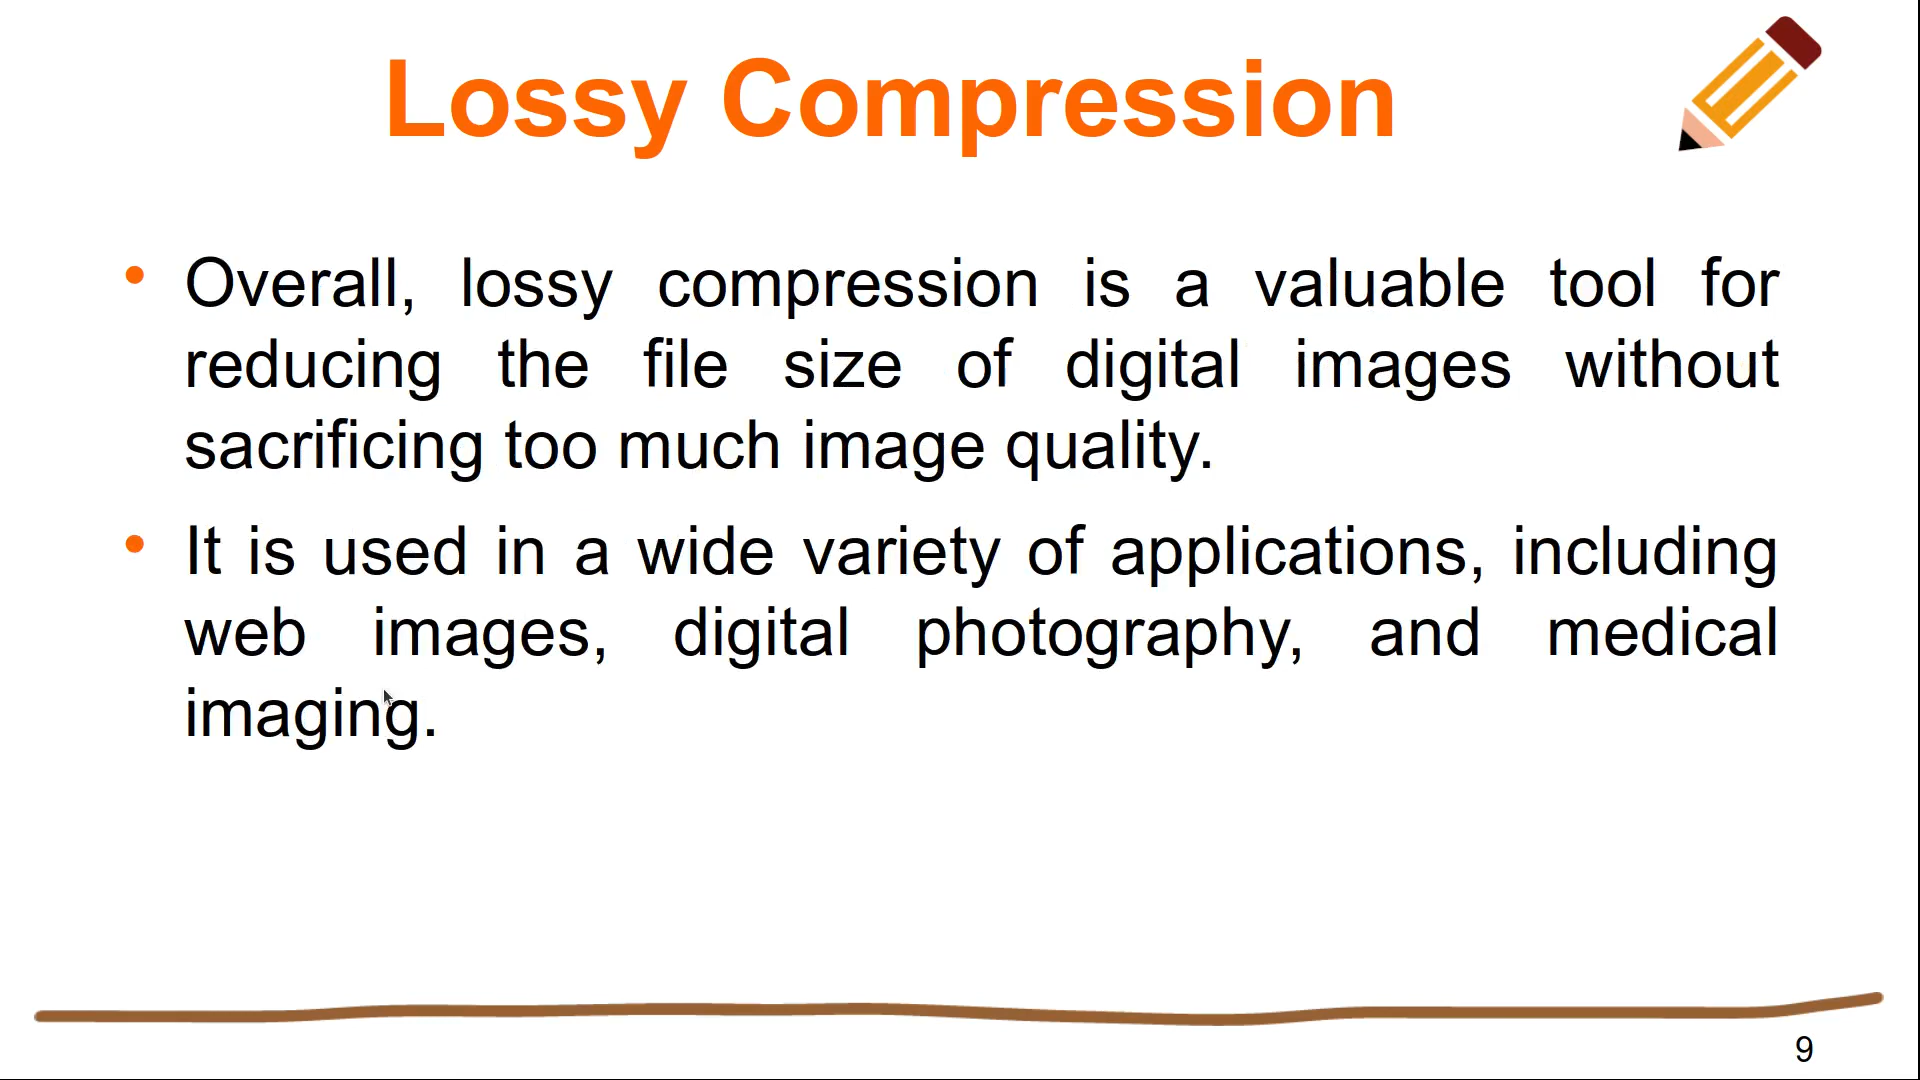 Lossy Compression
• Overall, lossy compression is a valuable tool for
reducing the file size of digital images without
sacrificing too much image quality.
• It is used in a wide variety of applications, including
web images, digital photography, and medical
imaging.
9